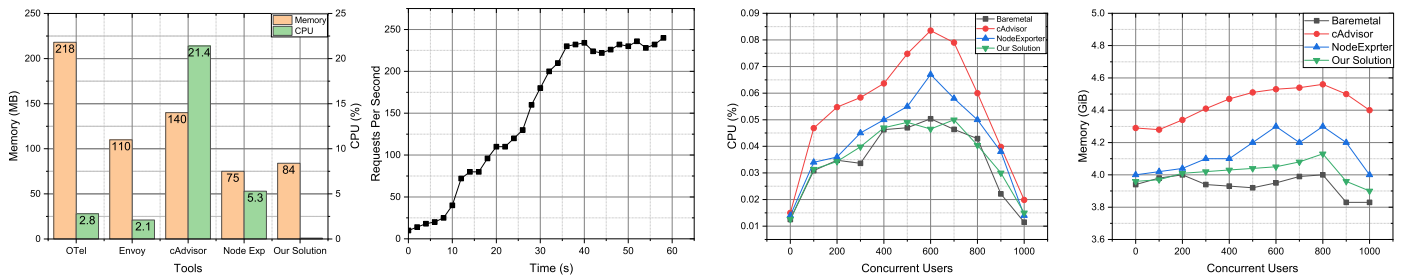 250
200
150
100
50
0
Memory (MB)
218
110
140
75
84
2.8
2.1
21.4
5.3
Memory
CPU
25
20
15
10
5
0
CPU (%)
OTel
Envoy
cAdvisor
Node Exp
Our Solution
Tools
250
200
150
100
50
0
Requests Per Second
0
10
20
30
40
50
60
Time (s)
0.09
0.08
0.07
0.06
0.05
0.04
0.03
0.02
0.01
CPU (%)
Baremetal
cAdvisor
NodeExporter
Our Solution
0
200
400
600
800
1000
Concurrent Users
5.0
4.8
4.6
4.4
4.2
4.0
3.8
3.6
Memory (GiB)
Baremetal
cAdvisor
NodeExprter
Our Solution
0
200
400
600
800
1000
Concurrent Users